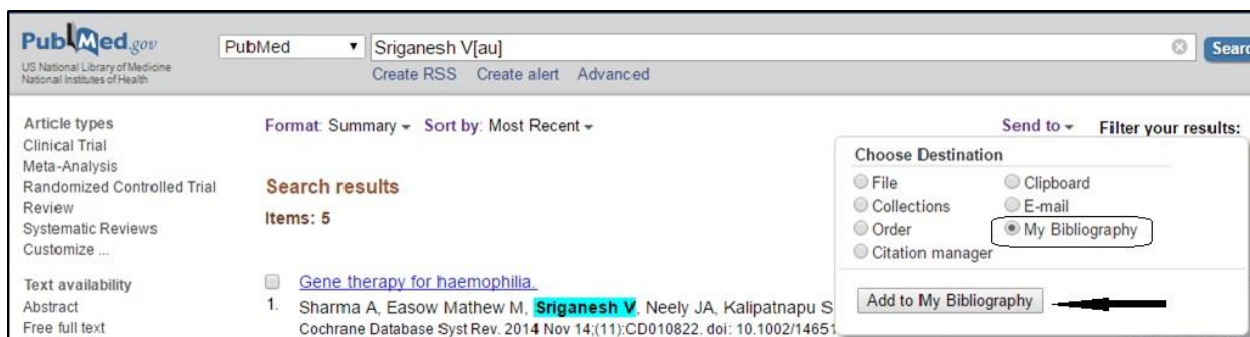 PubMed.gov
US National Library of Medicine
National Institutes of Health
PubMed
Sriganesh V[au]
Create RSS Create alert Advanced
Article types
Clinical Trial
Meta-Analysis
Randomized Controlled Trial
Review
Systematic Reviews
Customize ...
Text availability
Abstract
Free full text
Format: Summary Sort by: Most Recent
Search results
Items: 5
Gene therapy for haemophilia.
1. Sharma A, Easow Mathew M, Sriganesh V, Neely JA, Kalipatnapu S
Cochrane Database Syst Rev. 2014 Nov 14;(11):CD010822. doi: 10.1002/14651
Send to Filter your results:
Choose Destination
File Clipboard
Collections E-mail
Order My Bibliography
Citation manager
Add to My Bibliography